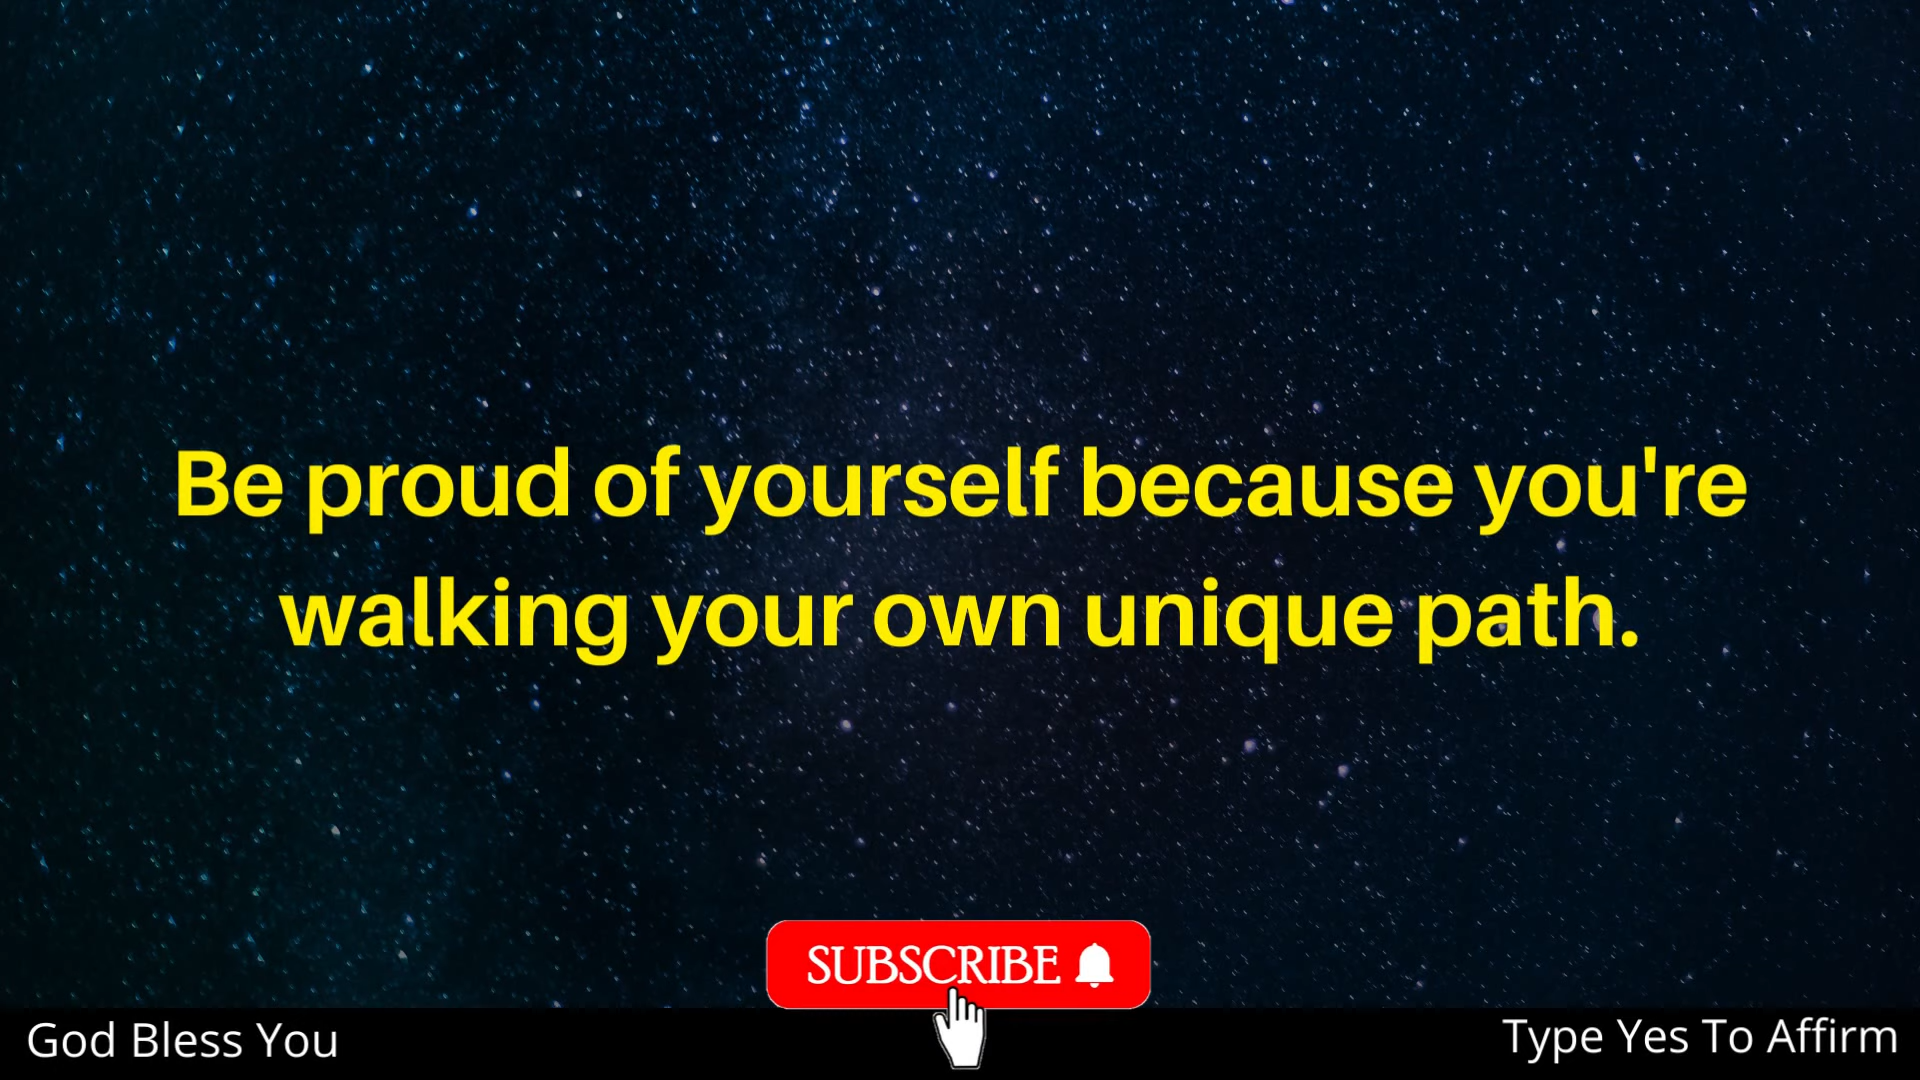 Be proud of yourself because you're
walking your own unique path.
SUBSCRIBE
God Bless You
Type Yes To Affirm